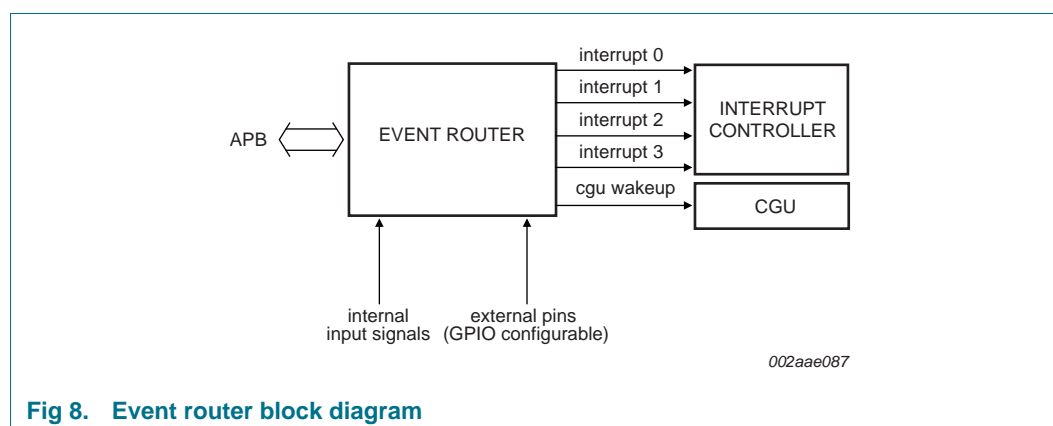 interrupt 0
interrupt 1
interrupt 2
interrupt 3
cgu wakeup
APB
EVENT ROUTER
INTERRUPT
CONTROLLER
CGU
internal
input signals
external pins
(GPIO configurable)
002aae087
Fig 8. Event router block diagram